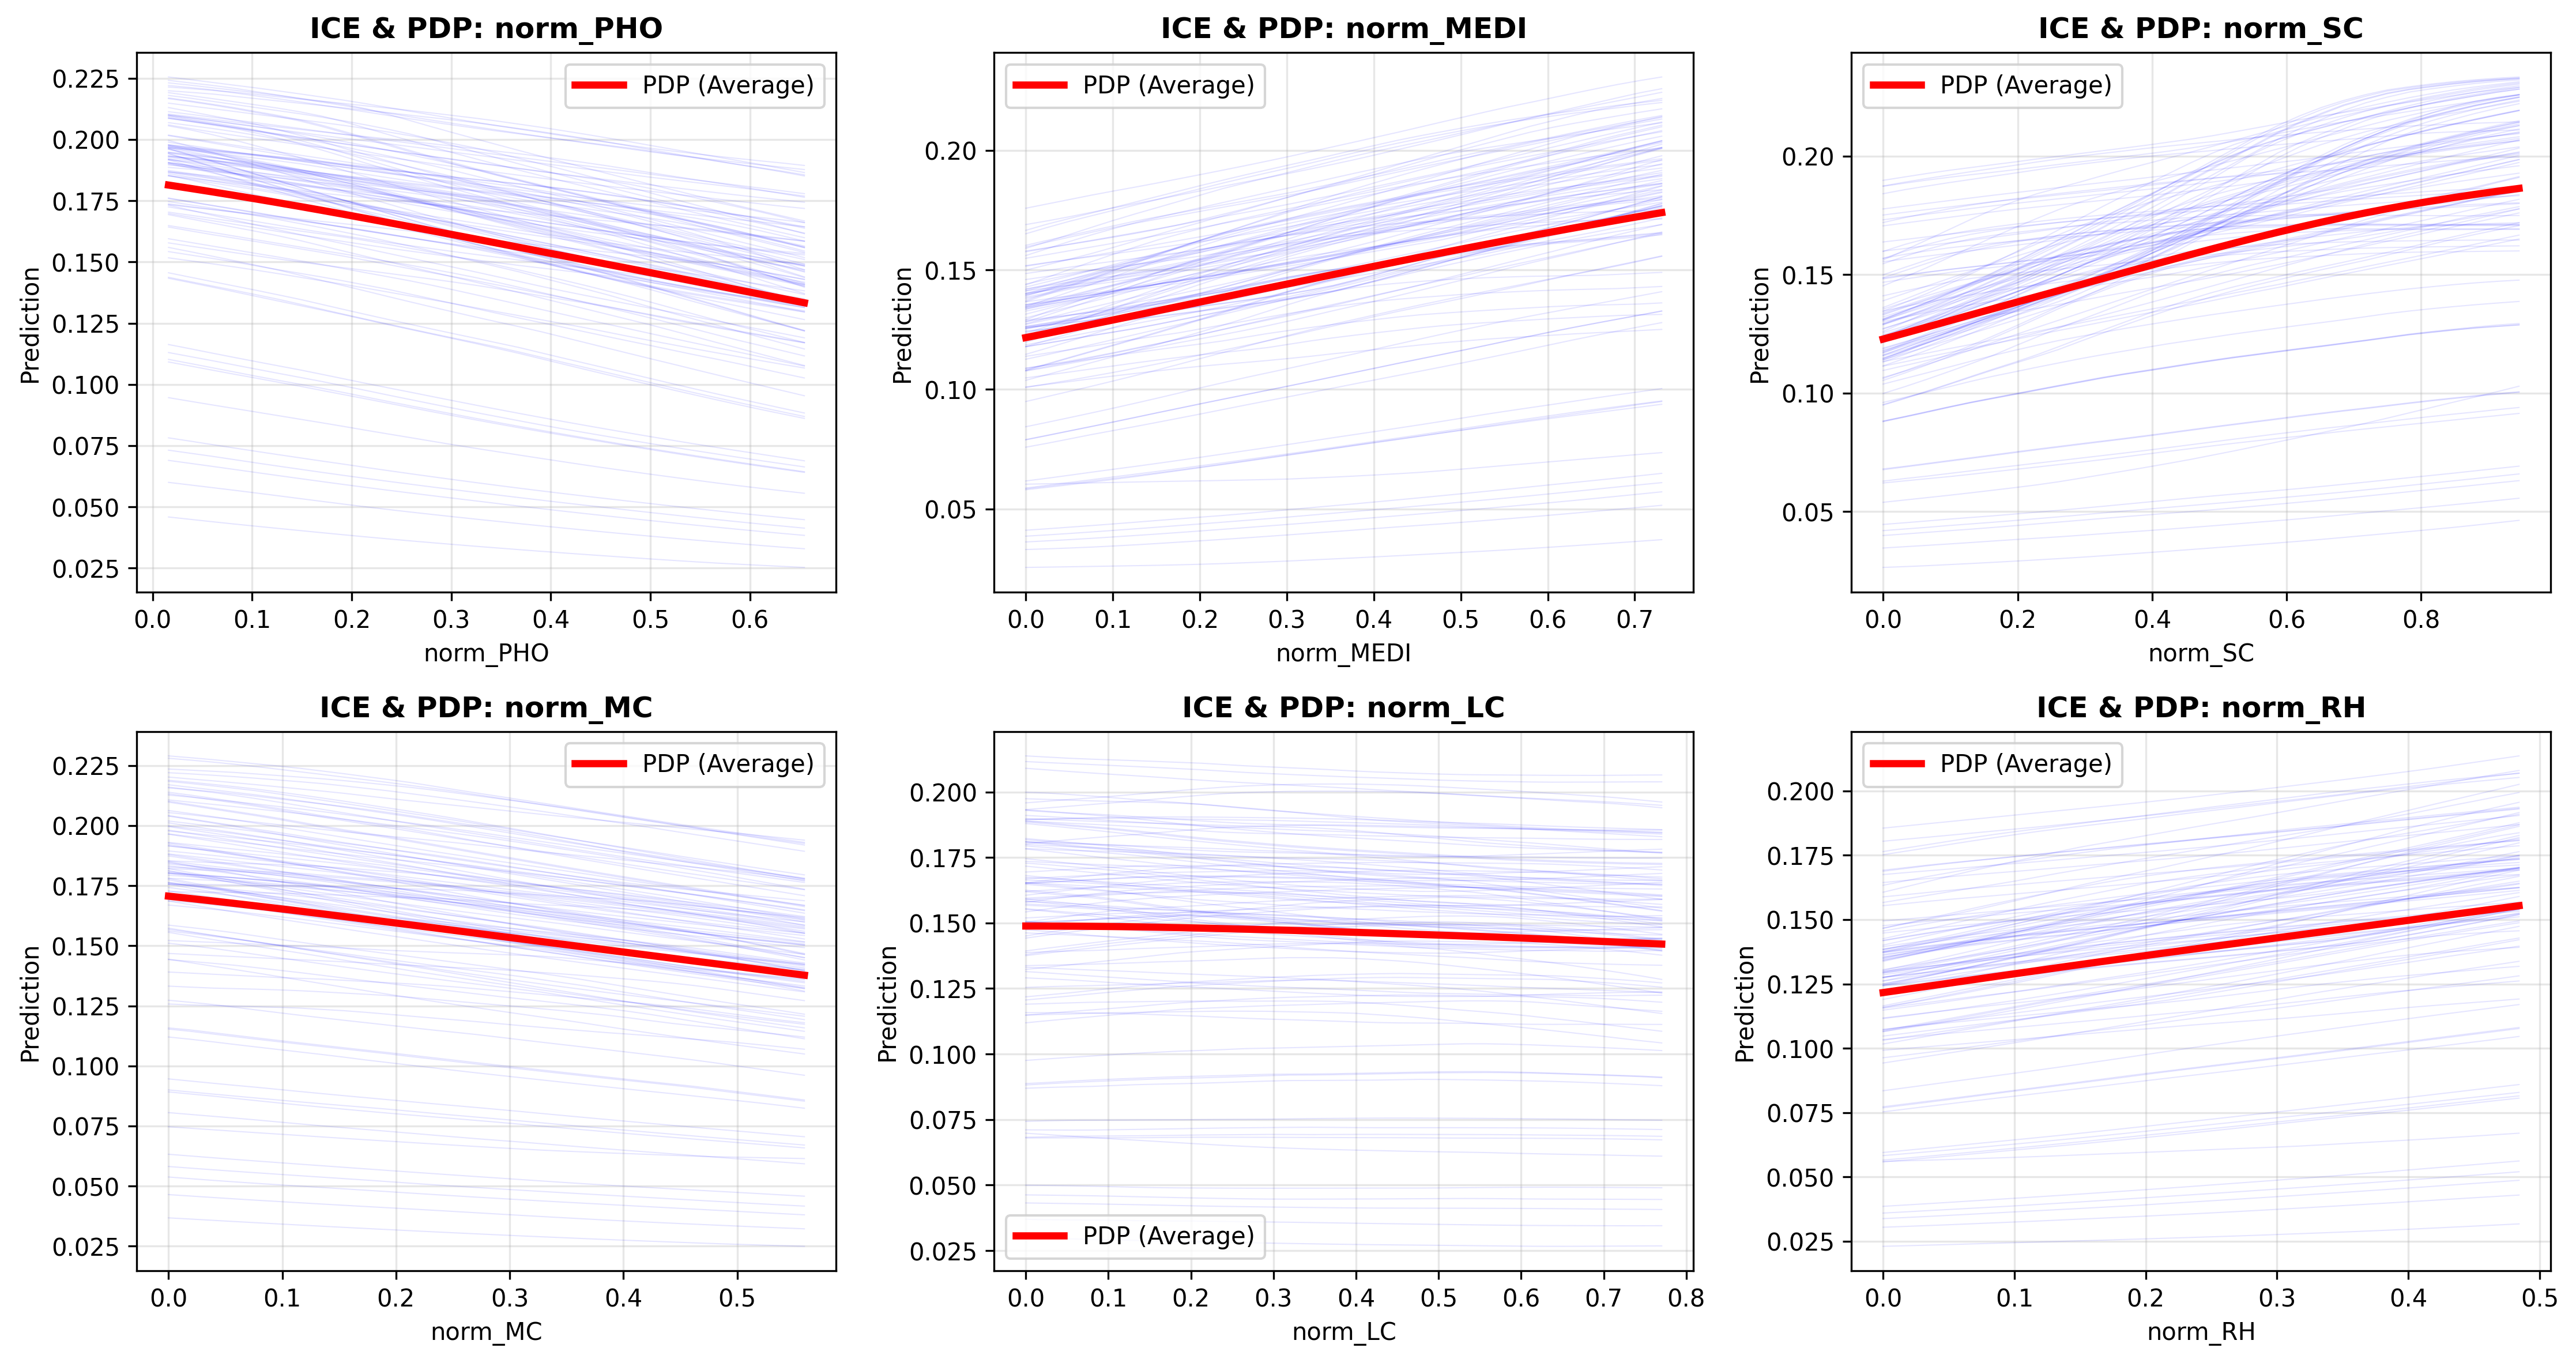 ICE & PDP: norm_PHO
PDP (Average)
Prediction
0.225
0.200
0.175
0.150
0.125
0.100
0.075
0.050
0.025
0.0 0.1 0.2 0.3 0.4 0.5 0.6
norm_PHO
ICE & PDP: norm_MEDI
PDP (Average)
Prediction
0.20
0.15
0.10
0.05
0.0 0.1 0.2 0.3 0.4 0.5 0.6 0.7
norm_MEDI
ICE & PDP: norm_SC
PDP (Average)
Prediction
0.20
0.15
0.10
0.05
0.0 0.2 0.4 0.6 0.8
norm_SC
ICE & PDP: norm_MC
PDP (Average)
Prediction
0.225
0.200
0.175
0.150
0.125
0.100
0.075
0.050
0.025
0.0 0.1 0.2 0.3 0.4 0.5
norm_MC
ICE & PDP: norm_LC
Prediction
0.200
0.175
0.150
0.125
0.100
0.075
0.050
0.025
PDP (Average)
0.0 0.1 0.2 0.3 0.4 0.5 0.6 0.7 0.8
norm_LC
ICE & PDP: norm_RH
PDP (Average)
Prediction
0.200
0.175
0.150
0.125
0.100
0.075
0.050
0.025
0.0 0.1 0.2 0.3 0.4 0.5
norm_RH